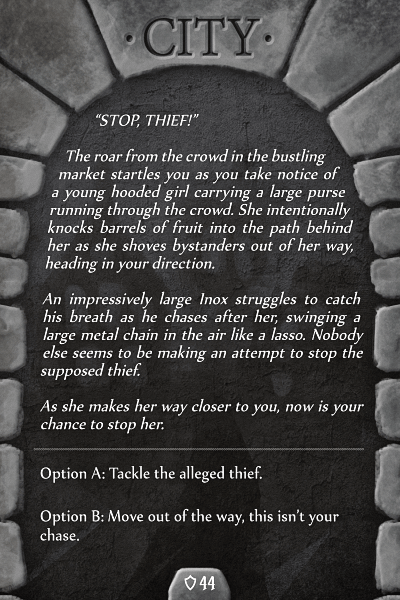 · CITY ·
“STOP, THIEF!”
The roar from the crowd in the bustling
market startles you as you take notice of
a young hooded girl carrying a large purse
running through the crowd. She intentionally
knocks barrels of fruit into the path behind
her as she shoves bystanders out of her way,
heading in your direction.
An impressively large Inox struggles to catch
his breath as he chases after her, swinging a
large metal chain in the air like a lasso. Nobody
else seems to be making an attempt to stop the
supposed thief.
As she makes her way closer to you, now is your
chance to stop her.
Option A: Tackle the alleged thief.
Option B: Move out of the way, this isn’t your
chase.
44